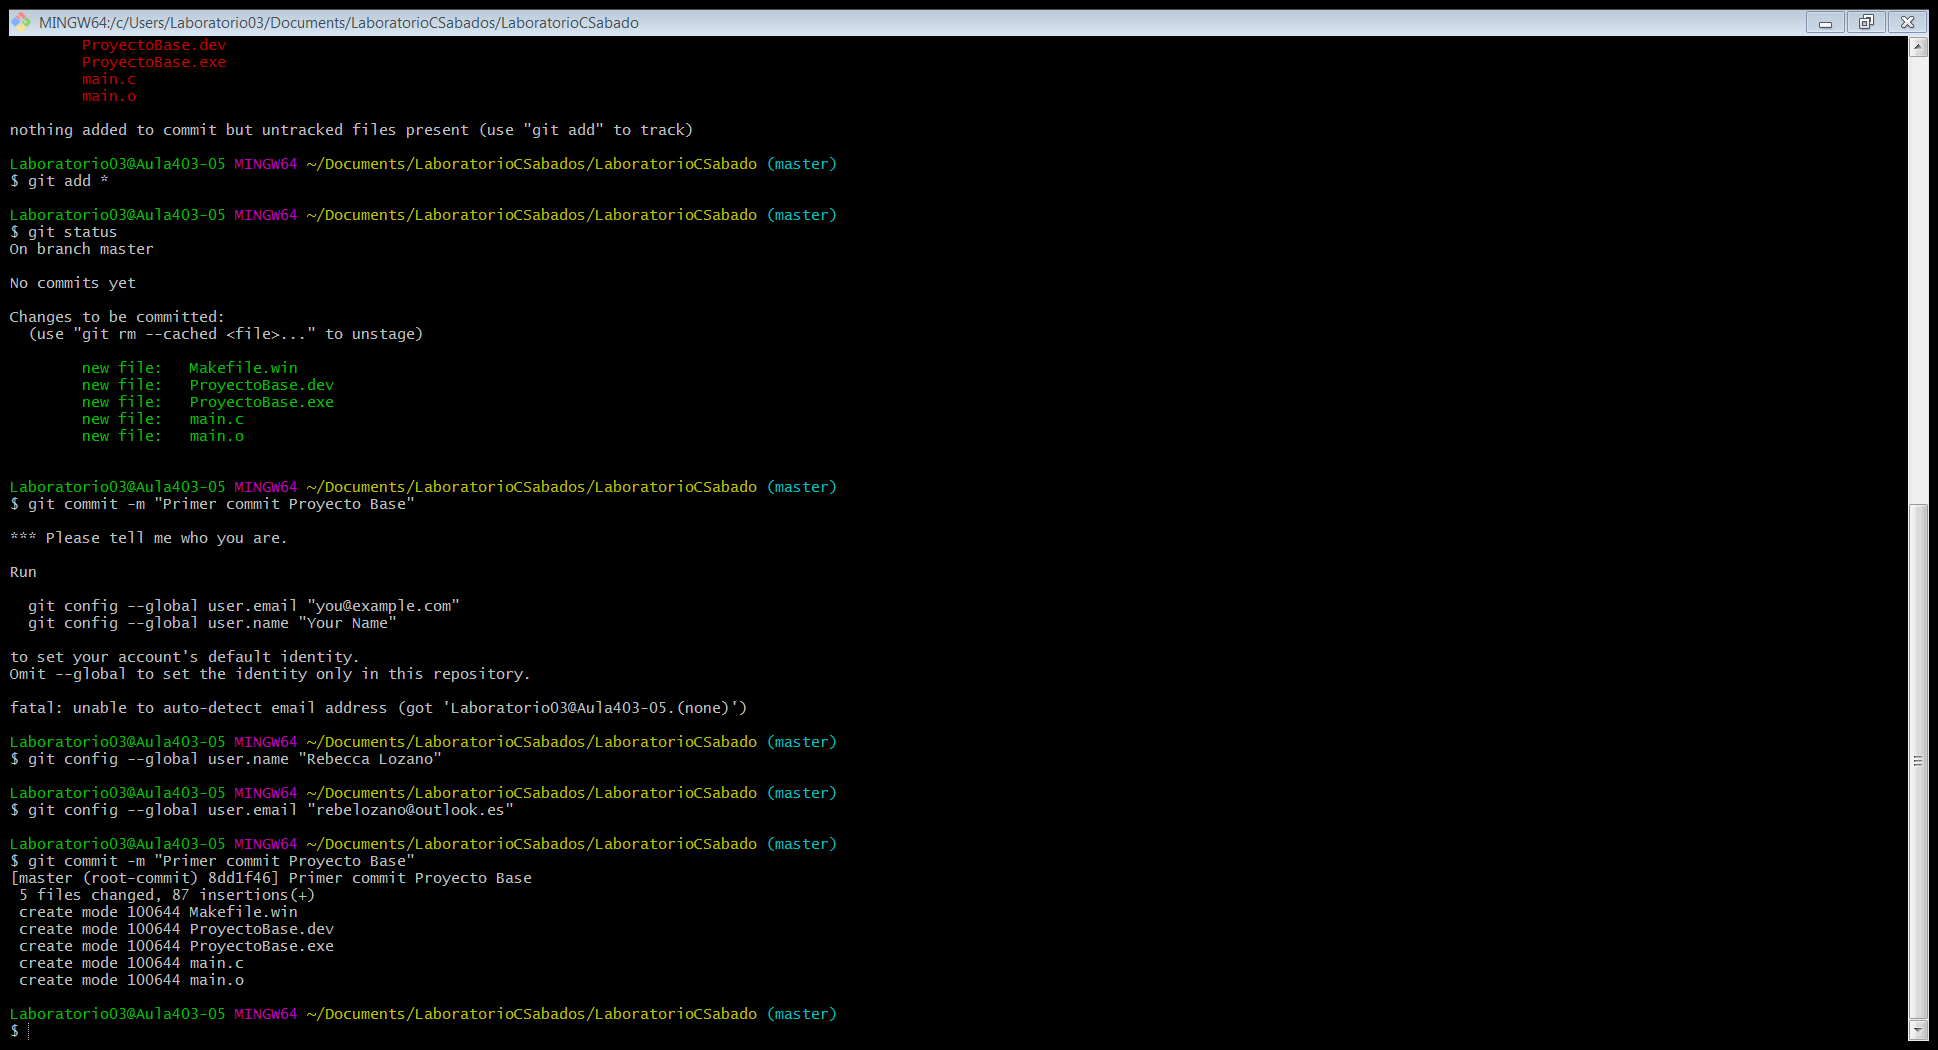 MINGW64:/c/Users/Laboratorio03/Documents/LaboratorioCSabados/LaboratorioCSabado
ProyectoBase.dev
ProyectoBase.exe
main.c
main.o
nothing added to commit but untracked files present (use "git add" to track)
Laboratorio03@Aula403-05 MINGW64 ~/Documents/LaboratorioCSabados/LaboratorioCSabado (master)
$ git add *
Laboratorio03@Aula403-05 MINGW64 ~/Documents/LaboratorioCSabados/LaboratorioCSabado (master)
$ git status
On branch master
No commits yet
Changes to be committed:
(use "git rm --cached <file>..." to unstage)
new file:   Makefile.win
new file:   ProyectoBase.dev
new file:   ProyectoBase.exe
new file:   main.c
new file:   main.o
Laboratorio03@Aula403-05 MINGW64 ~/Documents/LaboratorioCSabados/LaboratorioCSabado (master)
$ git commit -m "Primer commit Proyecto Base"
*** Please tell me who you are.
Run
git config --global user.email "you@example.com"
git config --global user.name "Your Name"
to set your account's default identity.
Omit --global to set the identity only in this repository.
fatal: unable to auto-detect email address (got 'Laboratorio03@Aula403-05.(none)')
Laboratorio03@Aula403-05 MINGW64 ~/Documents/LaboratorioCSabados/LaboratorioCSabado (master)
$ git config --global user.name "Rebecca Lozano"
Laboratorio03@Aula403-05 MINGW64 ~/Documents/LaboratorioCSabados/LaboratorioCSabado (master)
$ git config --global user.email "rebelozano@outlook.es"
Laboratorio03@Aula403-05 MINGW64 ~/Documents/LaboratorioCSabados/LaboratorioCSabado (master)
$ git commit -m "Primer commit Proyecto Base"
[master (root-commit) 8dd1f46] Primer commit Proyecto Base
5 files changed, 87 insertions(+)
create mode 100644 Makefile.win
create mode 100644 ProyectoBase.dev
create mode 100644 ProyectoBase.exe
create mode 100644 main.c
create mode 100644 main.o
Laboratorio03@Aula403-05 MINGW64 ~/Documents/LaboratorioCSabados/LaboratorioCSabado (master)
$